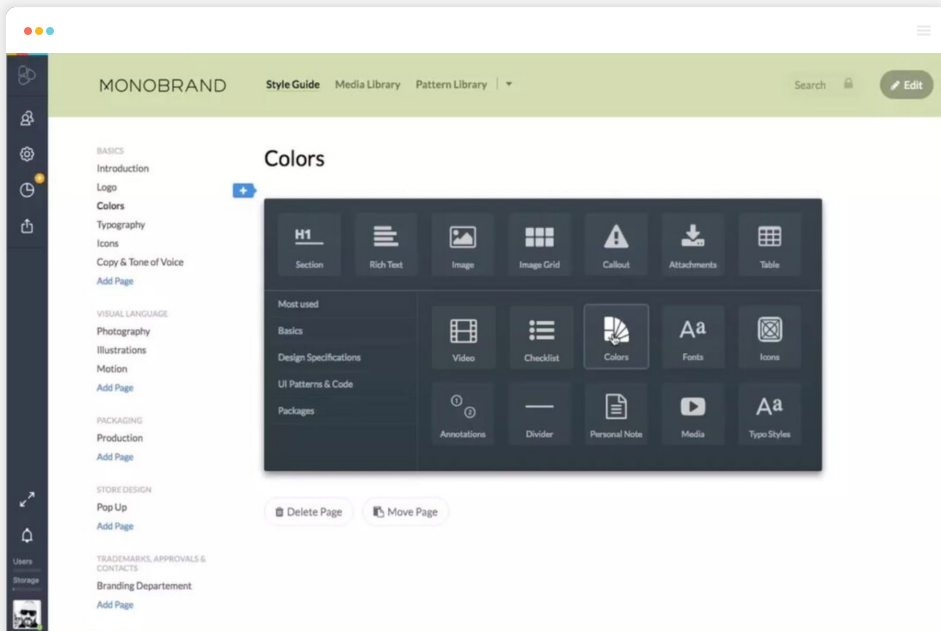 MONOBRAND
Style Guide Media Library Pattern Library
Search
Edit
BASICS
Introduction
Logo
Colors
Typography
Icons
Copy & Tone of Voice
Add Page
VISUAL LANGUAGE
Photography
Illustrations
Motion
Add Page
PACKAGING
Production
Add Page
STORE DESIGN
Pop Up
Add Page
TRADEMARKS, APPROVALS &
CONTACTS
Branding Departement
Add Page
Users
Storage
Colors
H1
Section Rich Text Image Image Grid Callout Attachments Table
Most used
Basics
Design Specifications
UI Patterns & Code
Packages
Aa
Video Checklist Colors Fonts Icons
1 2 Aa
Annotations Divider Personal Note Media Typo Styles
Delete Page Move Page